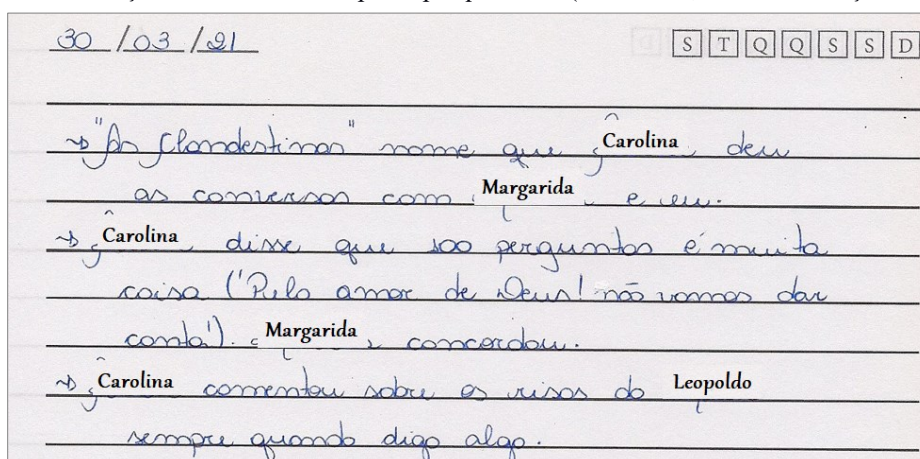 30 /03 /21 S T Q Q S S D
→ "As Clandestinas" nome que Carolina deu
as conversas com Margarida e eu.
→ Carolina disse que 100 perguntas é muita
coisa ('Pelo amor de Deus! não vamos dar
conta'). Margarida concordou.
→ Carolina comentou sobre os risos do Leopoldo
sempre quando digo algo.